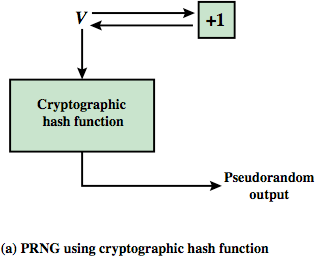 V
+1
Cryptographic
hash function
Pseudorandom
output
(a) PRNG using cryptographic hash function